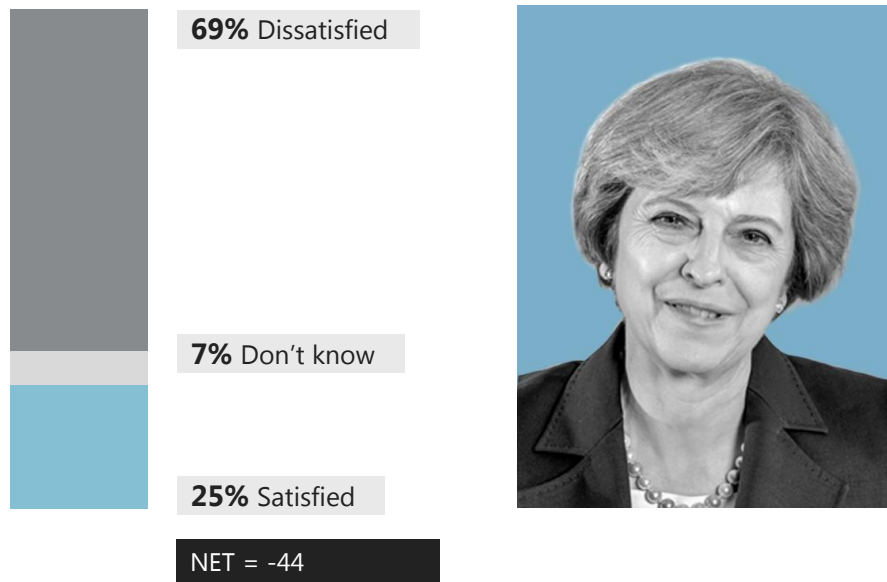 69% Dissatisfied
7% Don’t know
25% Satisfied
NET = -44